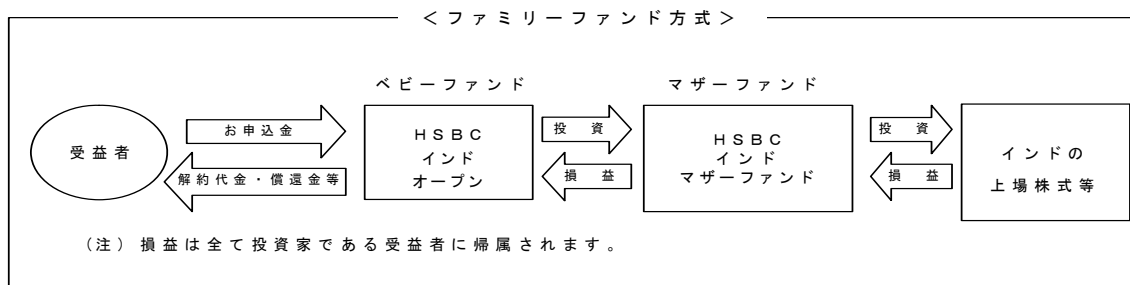 ＜ファミリーファンド方式＞
ベビーファンド
マザーファンド
受益者
お申込金
解約代金・償還金等
HSBC
インド
オープン
投資
損益
HSBC
インド
マザーファンド
投資
損益
インドの
上場株式等
（注）損益は全て投資家である受益者に帰属されます。